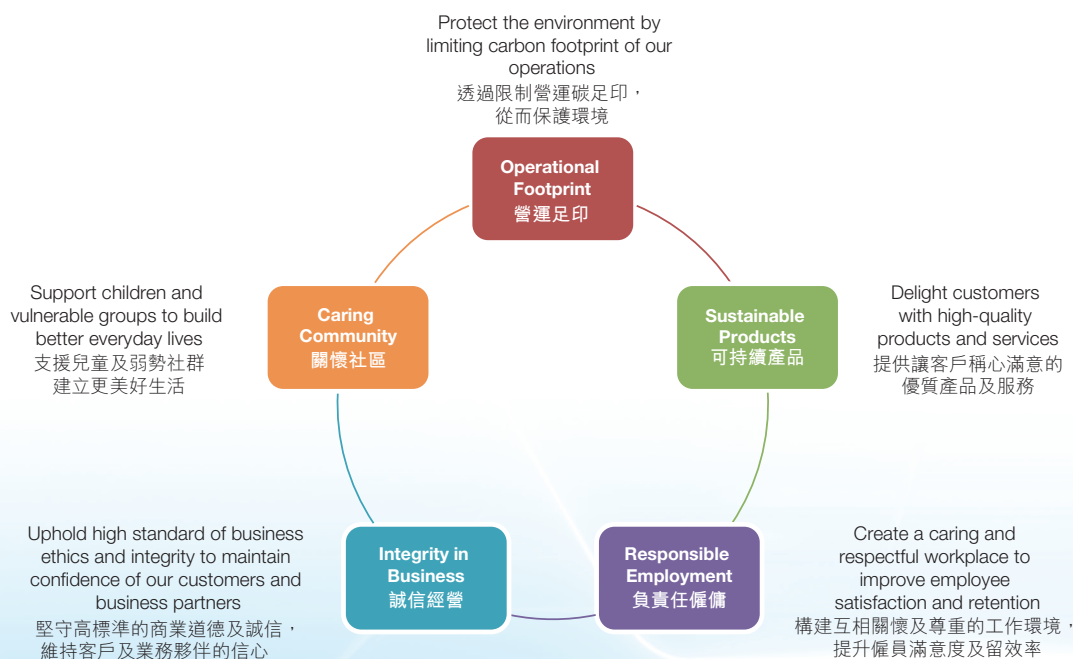 Protect the environment by
limiting carbon footprint of our
operations
透過限制營運碳足印，
從而保護環境
Operational
Footprint
營運足印
Support children and
vulnerable groups to build
better everyday lives
支援兒童及弱勢社群
建立更美好生活
Caring
Community
關懷社區
Sustainable
Products
可持續產品
Delight customers
with high-quality
products and services
提供讓客戶稱心滿意的
優質產品及服務
Uphold high standard of business
ethics and integrity to maintain
confidence of our customers and
business partners
堅守高標準的商業道德及誠信，
維持客戶及業務夥伴的信心
Integrity in
Business
誠信經營
Responsible
Employment
負責任僱傭
Create a caring and
respectful workplace to
improve employee
satisfaction and retention
構建互相關懷及尊重的工作環境，
提升僱員滿意度及留效率